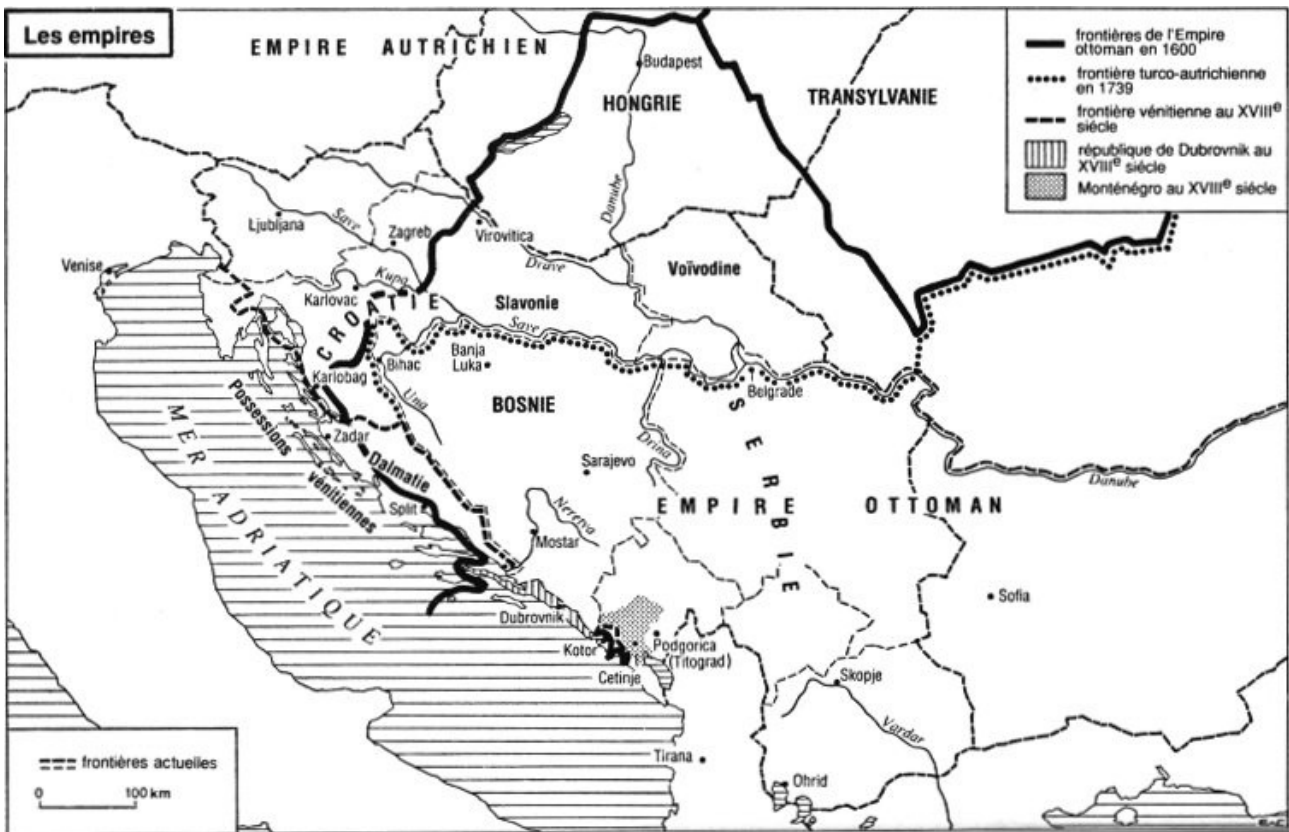 Les empires
EMPIRE AUTRICHIEN
frontières de l'Empire
ottoman en 1600
frontière turco-autrichienne
en 1739
frontière vénitienne au XVIIIe
siécle
république de Dubrovnik au
XVIIIe siécle
Monténégro au XVIIIe siécle
Budapest
HONGRIE
TRANSYLVANIE
Danube
Ljubljana
Save
Zagreb
Virovitica
Drave
Voïvodine
Venise
Kupa
Karlovac
CROATIE
Slavonie
Save
Karlobag
Bihac
Banja
Luka
Una
BOSNIE
Belgrade
SERBIE
Drina
Possessions
vénitiennes
Zadar
Dalmatie
Sarajevo
Danube
MER ADRIATIQUE
Split
Neretva
Mostar
EMPIRE OTTOMAN
Sofia
Dubrovnik
Kotor
Podgorica
(Titograd)
Cetinje
Skopje
Vardar
Tirana
Ohrid
frontières actuelles
0 100 km